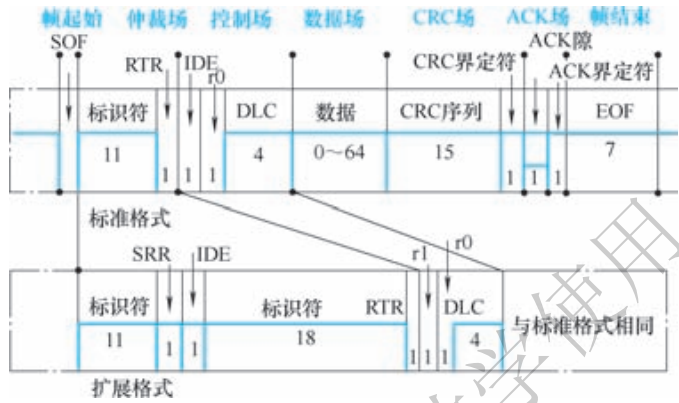 帧起始 仲裁场 控制场 数据场 CRC场 ACK场 帧结束
SOF ACK隙
RTR IDE CRC界定符
r0 ACK界定符
标识符 DLC 数据 CRC序列 EOF
11 4 0～64 15 7
1 1 1 1 1 1
标准格式
r1 r0
SRR IDE
标识符 标识符 RTR DLC
与标准格式相同
11 18 4
1 1 1 1 1
扩展格式
学使用